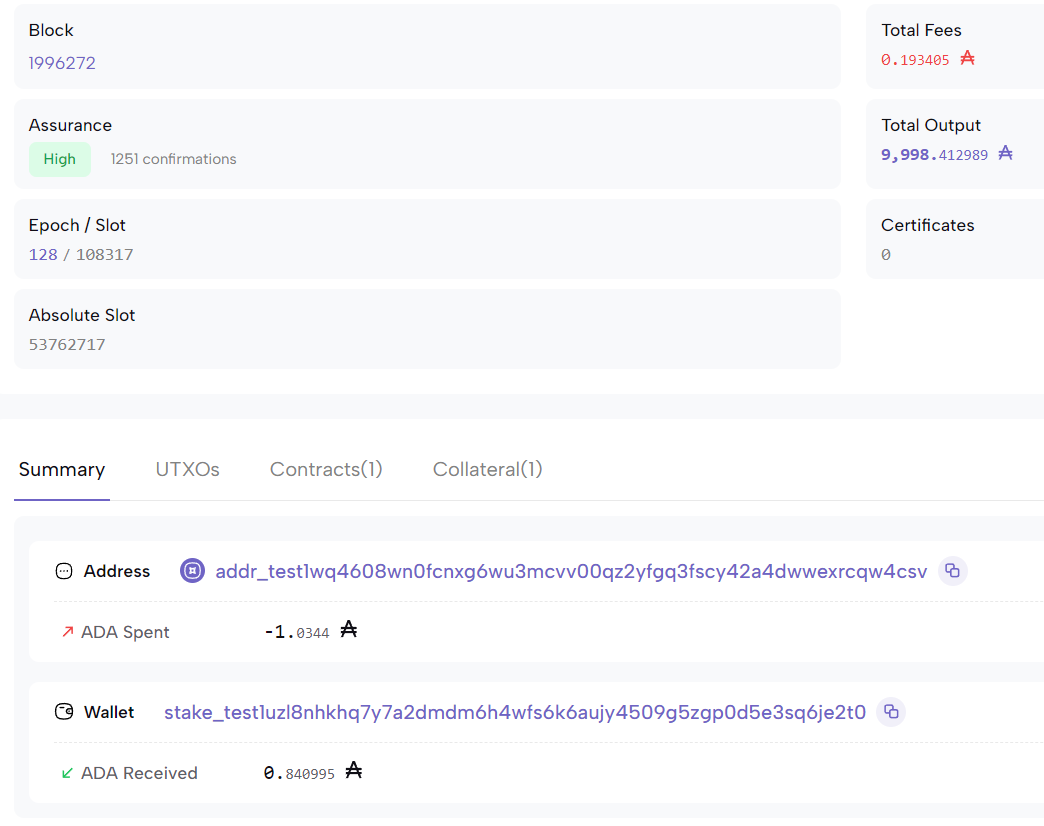 Block
1996272
Total Fees
0.193405 ₳
Assurance
High 1251 confirmations
Total Output
9,998.412989 ₳
Epoch / Slot
128 / 108317
Certificates
0
Absolute Slot
53762717
Summary UTXOs Contracts(1) Collateral(1)
Address addr_test1wq4608wn0fcnxg6wu3mcvv00qz2yfgq3fscy42a4dwwexrcqw4csv
ADA Spent -1.0344 ₳
Wallet stake_test1uzl8nhkhq7y7a2dmdm6h4wfs6k6aujy4509g5zgp0d5e3sq6je2t0
ADA Received 0.840995 ₳